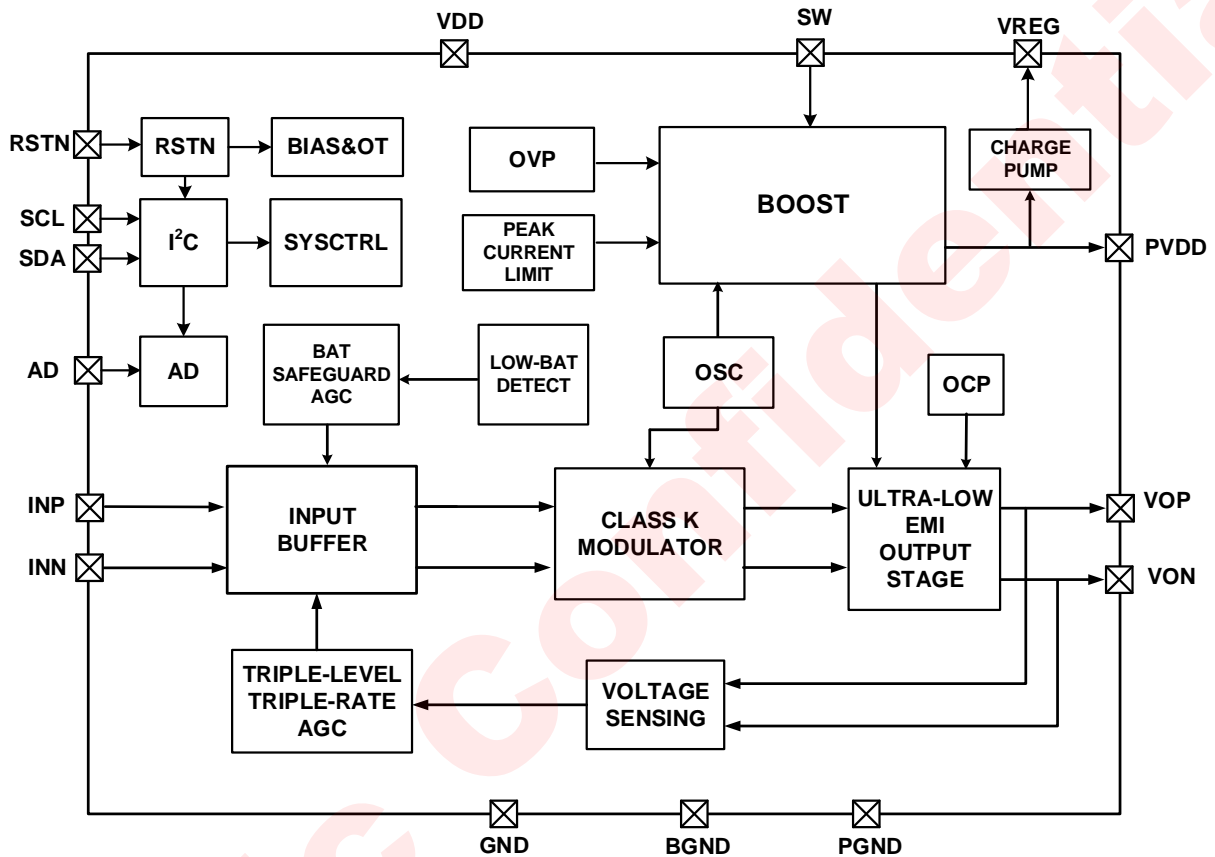 VDD
SW
VREG
RSTN
RSTN
BIAS&OT
OVP
BOOST
CHARGE
PUMP
SCL
SDA
I²C
SYSCTRL
PEAK
CURRENT
LIMIT
PVDD
AD
AD
BAT
SAFEGUARD
AGC
LOW-BAT
DETECT
OSC
OCP
INP
INN
INPUT
BUFFER
CLASS K
MODULATOR
ULTRA-LOW
EMI
OUTPUT
STAGE
VOP
VON
TRIPLE-LEVEL
TRIPLE-RATE
AGC
VOLTAGE
SENSING
GND
BGND
PGND
Confidential